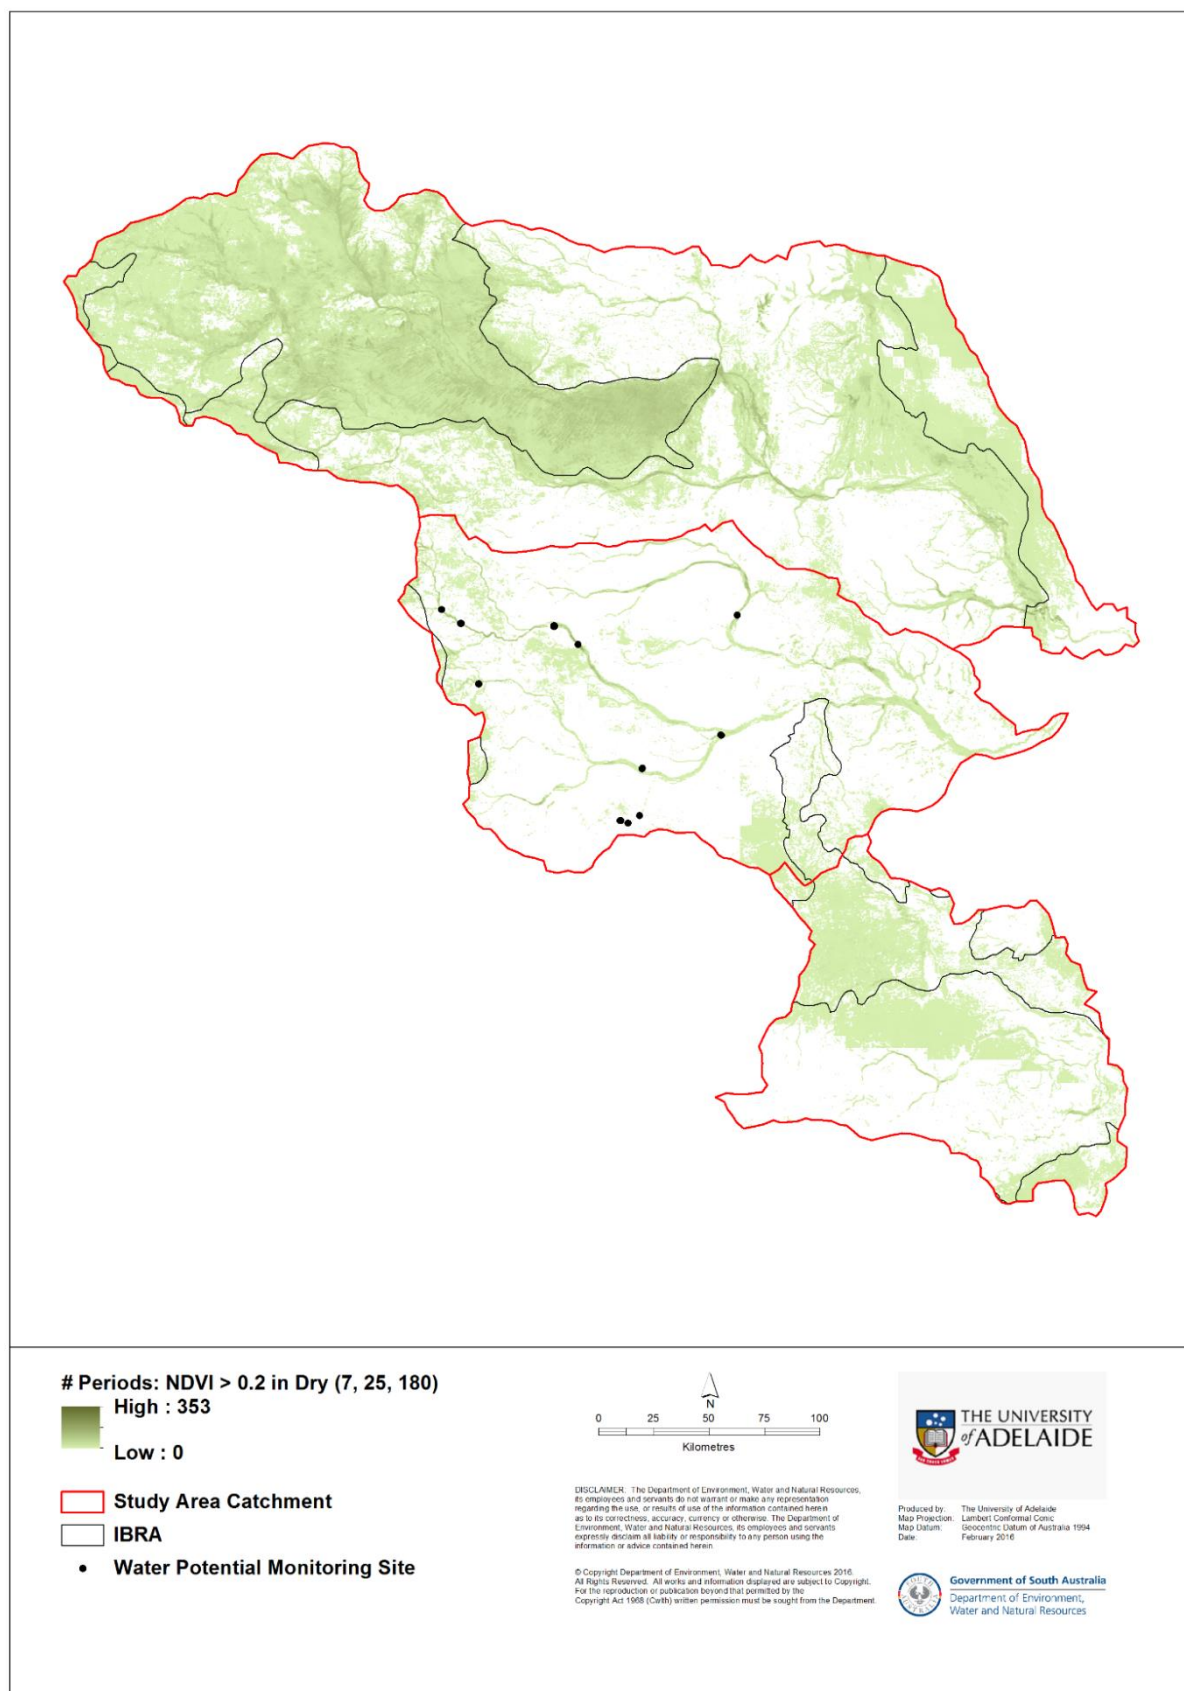 # Periods: NDVI > 0.2 in Dry (7, 25, 180)
High : 353
Low : 0
Study Area Catchment
IBRA
Water Potential Monitoring Site
N
0 25 50 75 100
Kilometres
DISCLAIMER: The Department of Environment, Water and Natural Resources,
its employees and servants do not warrant or make any representation
regarding the use, or results of use of the information contained herein
as to its correctness, accuracy, currency or otherwise. The Department of
Environment, Water and Natural Resources, its employees and servants
expressly disclaim all liability or responsibility to any person using the
information or advice contained herein.
© Copyright Department of Environment, Water and Natural Resources 2016.
All Rights Reserved. All works and information displayed are subject to Copyright.
For the reproduction or publication beyond that permitted by the
Copyright Act 1968 (Cwlth) written permission must be sought from the Department.
THE UNIVERSITY
of ADELAIDE
Produced by: The University of Adelaide
Map Projection: Lambert Conformal Conic
Map Datum: Geocentric Datum of Australia 1994
Date: February 2016
Government of South Australia
Department of Environment,
Water and Natural Resources